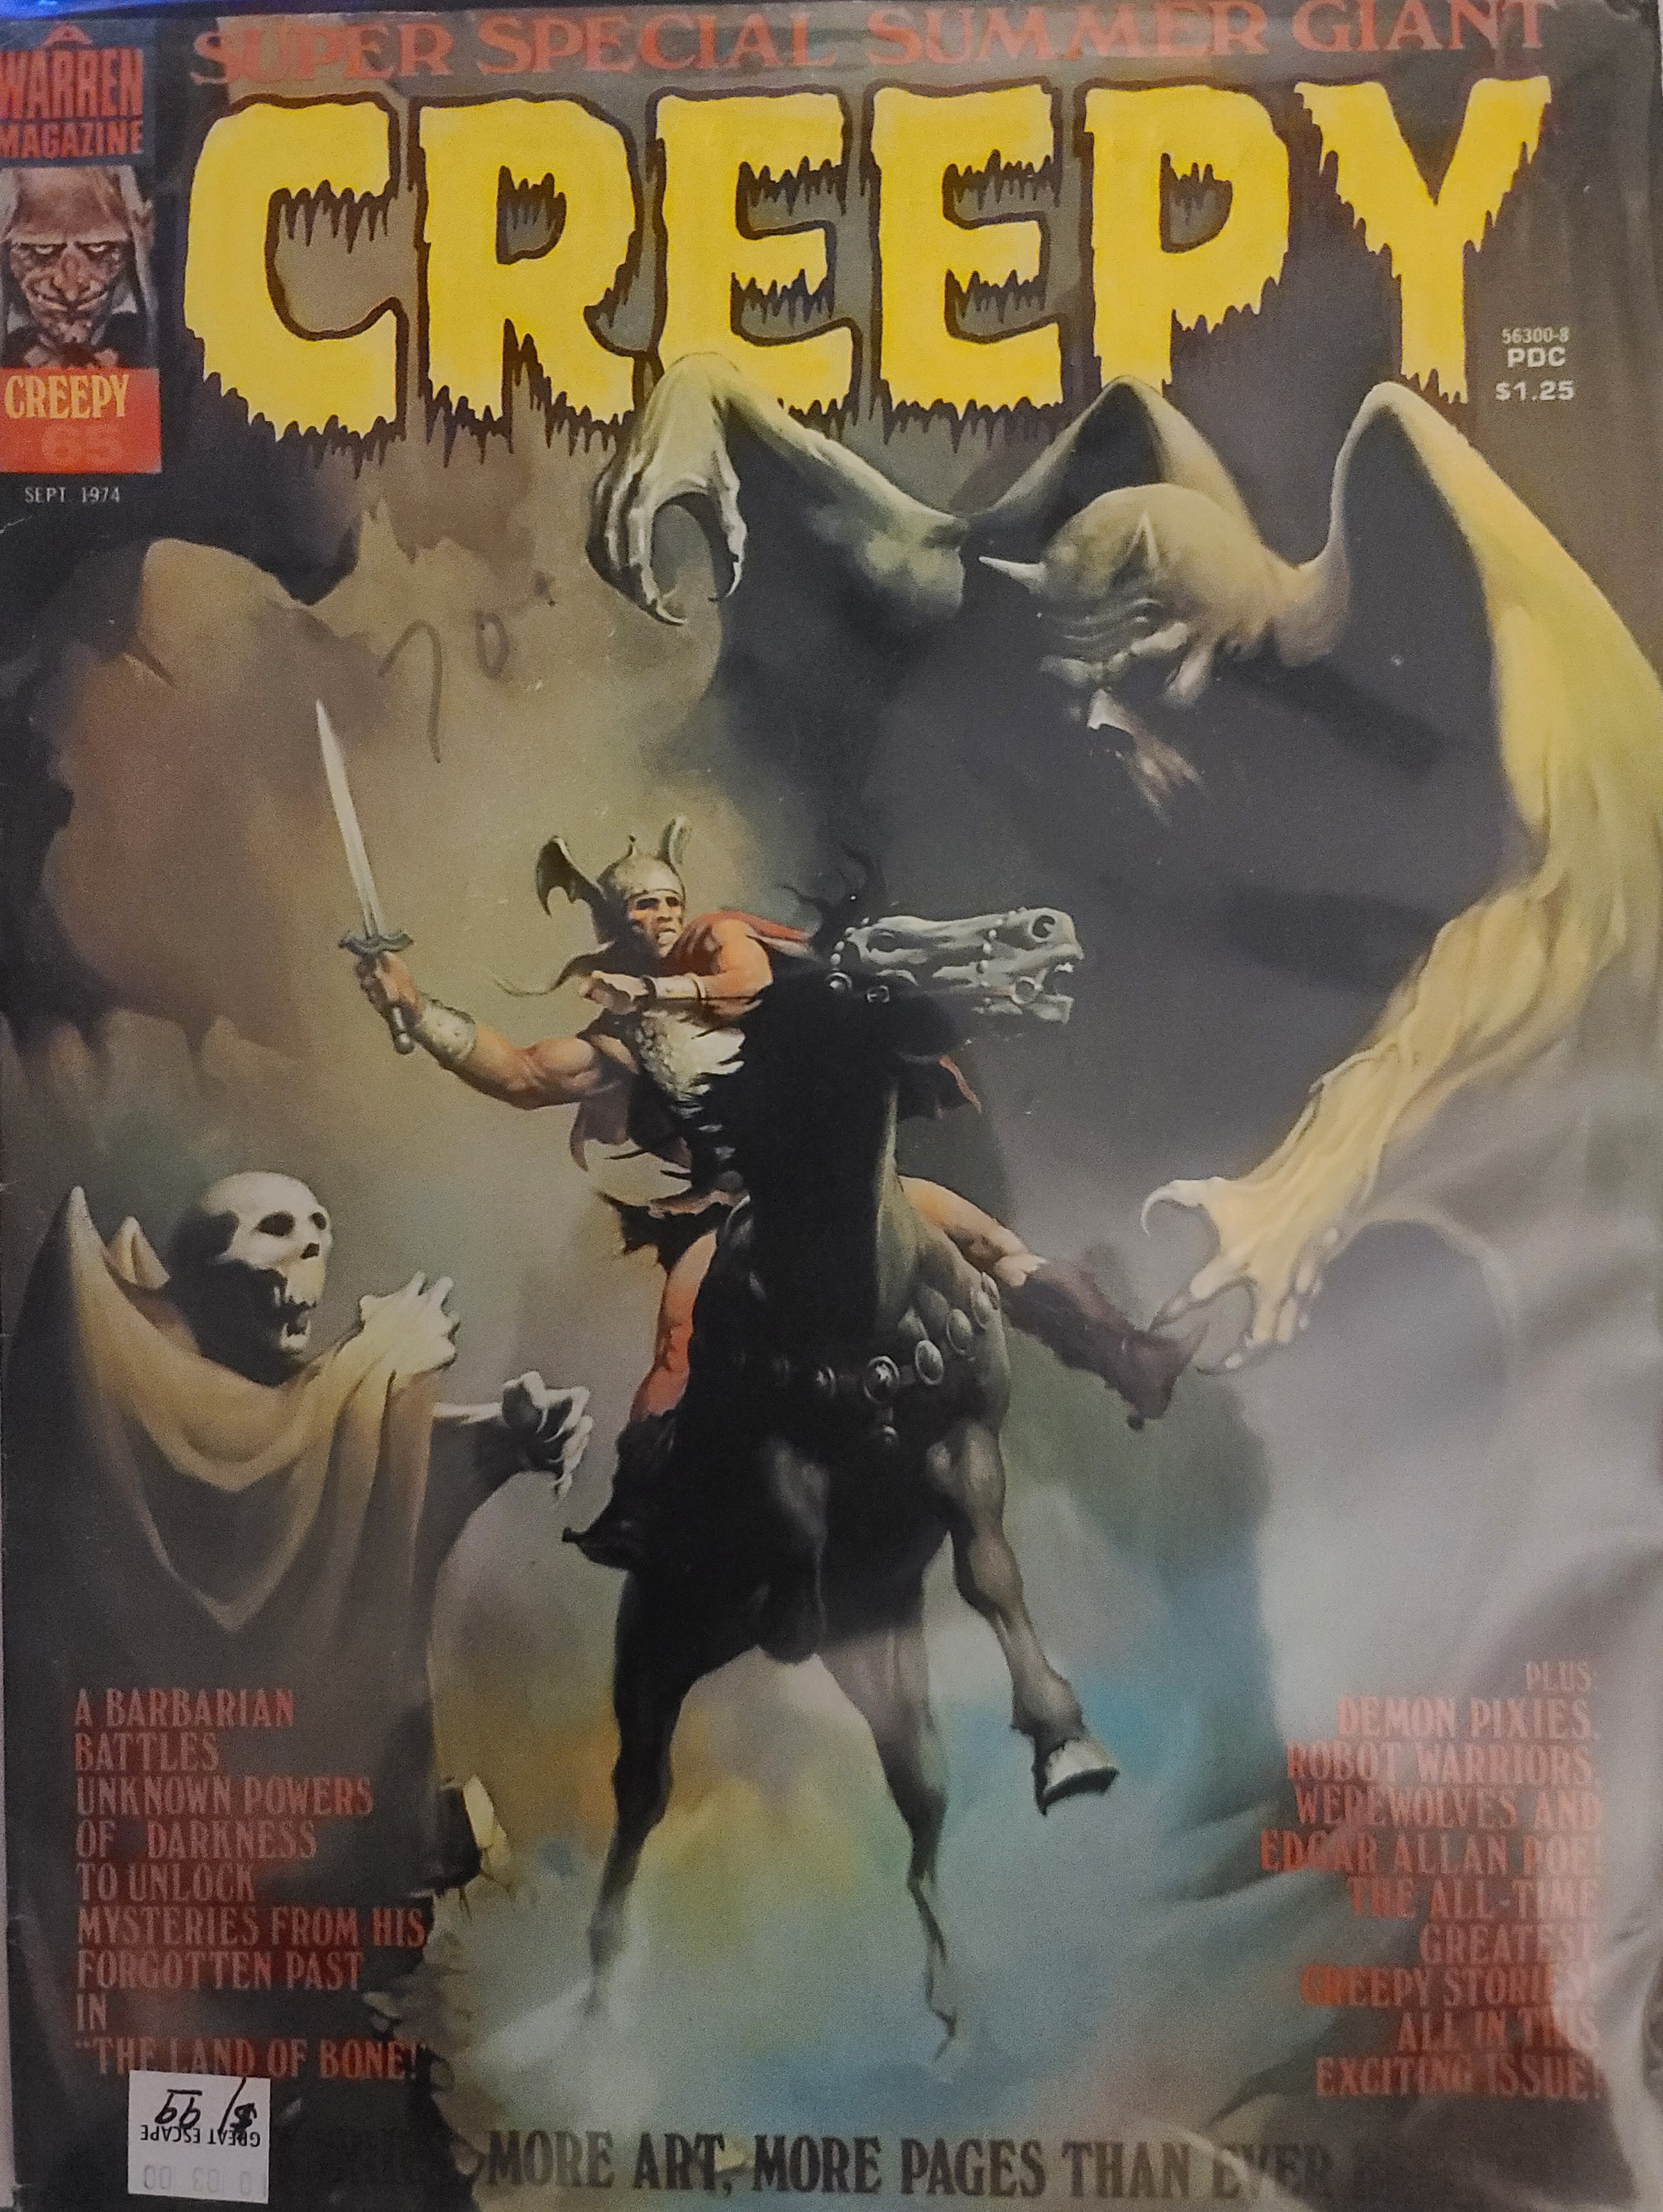 SUPER SPECIAL SUMMER GIANT
A
WARREN
MAGAZINE
CREEPY
CREEPY
65
SEPT. 1974
56300-8
PDC
$1.25
70
A BARBARIAN
BATTLES
UNKNOWN POWERS
OF DARKNESS
TO UNLOCK
MYSTERIES FROM HIS
FORGOTTEN PAST
IN
"THE LAND OF BONE!"
PLUS:
DEMON PIXIES,
ROBOT WARRIORS,
WEREWOLVES AND
EDGAR ALLAN POE!
THE ALL-TIME
GREATEST
CREEPY STORIES!
ALL IN THIS
EXCITING ISSUE!
$1.99
GREAT ESCAPE
MORE ART, MORE PAGES THAN EVER